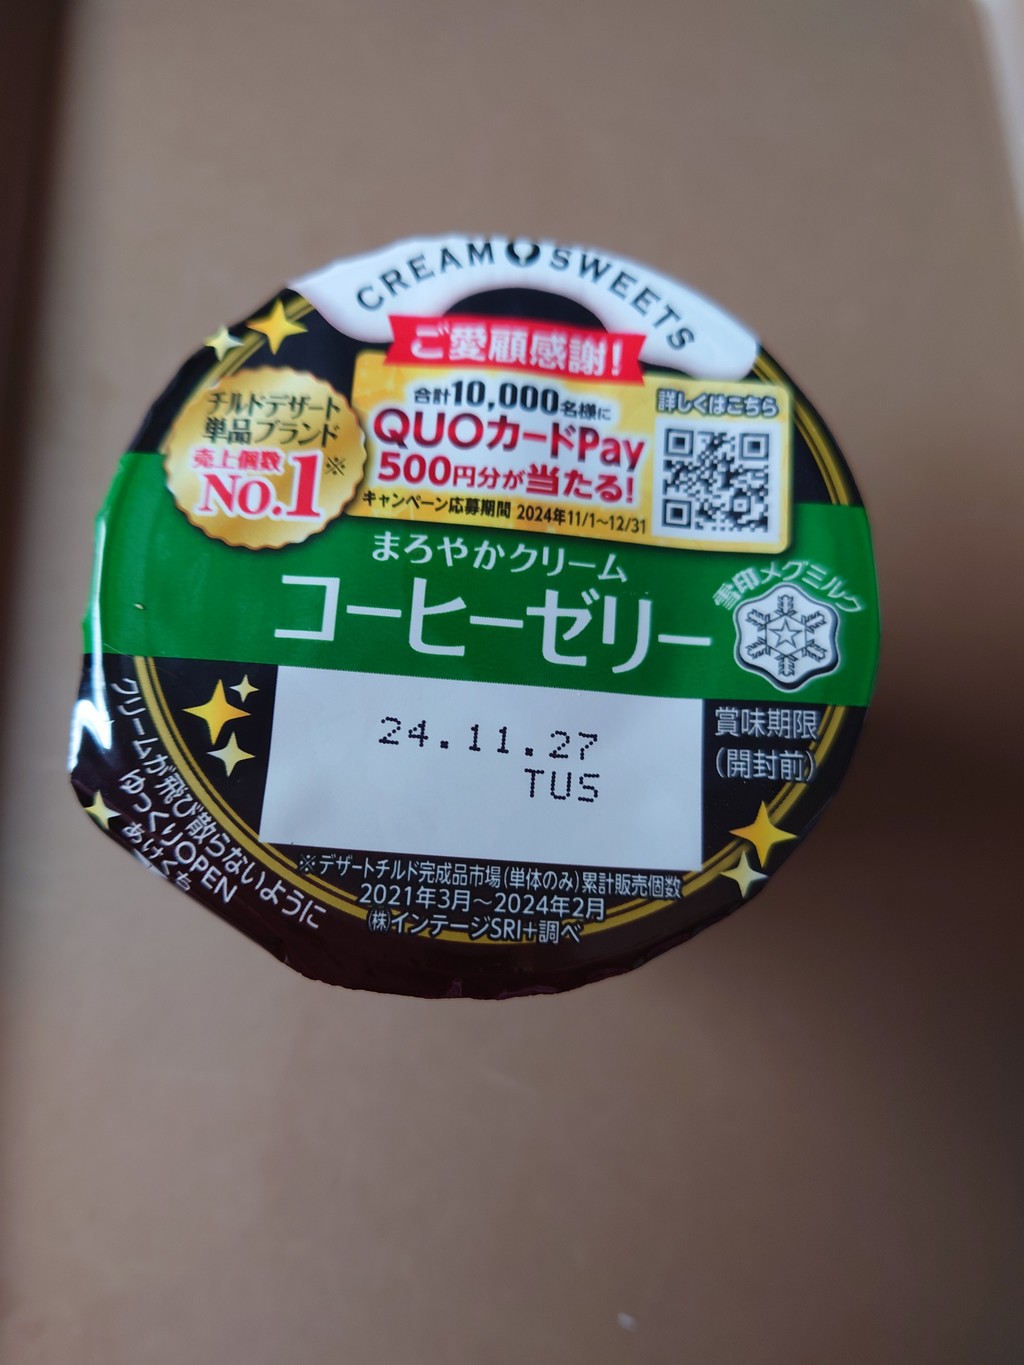 CREAM SWEETS
ご愛顧感謝!
合計10,000名様に
QUOカードPay
500円分が当たる!
キャンペーン応募期間 2024年11/1~12/31
詳しくはこちら
チルドデザート
単品ブランド
売上個数
No.1※
まろやかクリーム
コーヒーゼリー
雪印メグミルク
賞味期限
(開封前)
24.11.27
TUS
クリームが飛び散らないように
ゆっくりOPEN
あけくち
※デザートチルド完成品市場(単体のみ)累計販売個数
2021年3月~2024年2月
(株)インテージSRI+調べ